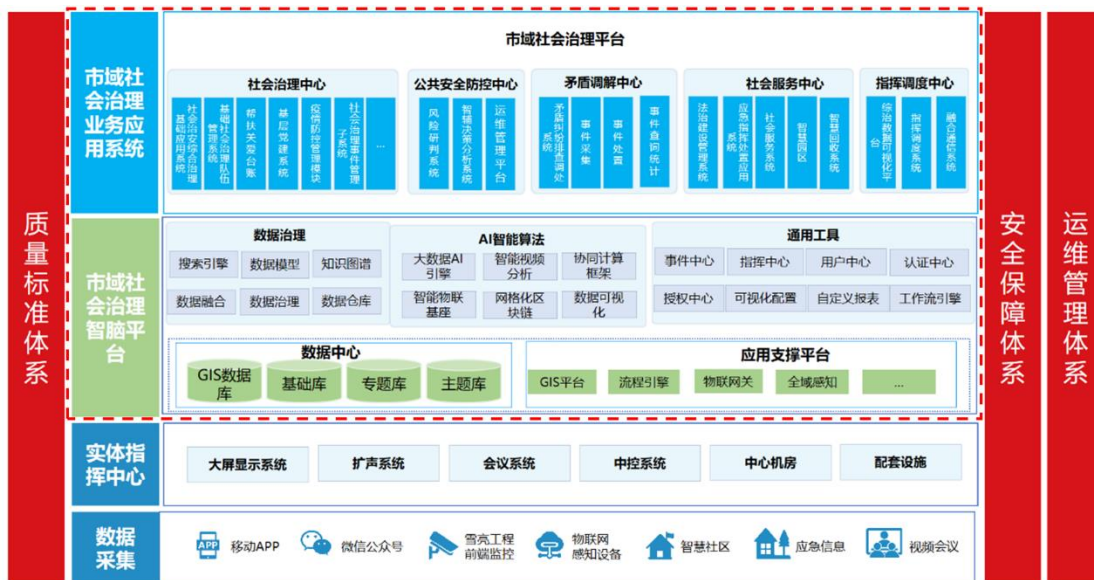 质量标准体系
市域社
会治理
业务应
用系统
市域社会治理平台
社会治理中心
社会治安综合治理
基础应用系统
基础社会治理队伍
管理系统
帮扶关爱台账
基层党建系统
疫情防控管理模块
社会治理事件管理
子系统
...
公共安全防控中心
风险研判系统
智辅决策分析系统
运维管理平台
矛盾调解中心
矛盾纠纷排查调处
系统
事件采集
事件处置
事件查询统计
社会服务中心
法治建设管理系统
应急指挥处置应用
系统
社会服务系统
智慧园区
智慧回收系统
指挥调度中心
综治数据可视化平
台
指挥调度系统
融合通信系统
市域社
会治理
智脑平
台
数据治理
搜索引擎
数据模型
知识图谱
数据融合
数据治理
数据仓库
AI智能算法
大数据AI
引擎
智能视频
分析
协同计算
框架
智能物联
基座
网格化区
块链
数据可视
化
通用工具
事件中心
指挥中心
用户中心
认证中心
授权中心
可视化配置
自定义报表
工作流引擎
数据中心
GIS数据
库
基础库
专题库
主题库
应用支撑平台
GIS平台
流程引擎
物联网关
全域感知
...
实体指
挥中心
大屏显示系统
扩声系统
会议系统
中控系统
中心机房
配套设施
数据
采集
APP
移动APP
微信公众号
雪亮工程
前端监控
物联网
感知设备
智慧社区
应急信息
视频会议
安全保障体系
运维管理体系